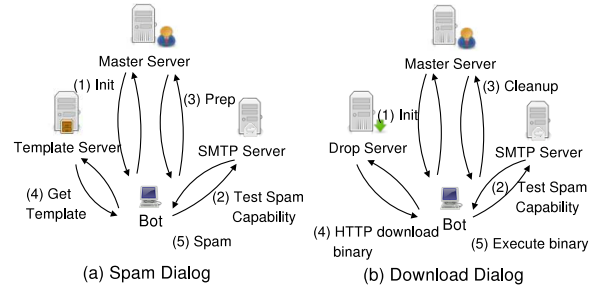 Master Server
(1) Init
(3) Prep
Template Server
SMTP Server
(4) Get
Template
Bot
(2) Test Spam
Capability
(5) Spam
(a) Spam Dialog
Master Server
(1) Init
(3) Cleanup
Drop Server
SMTP Server
(2) Test Spam
Capability
(4) HTTP download
binary
Bot
(5) Execute binary
(b) Download Dialog